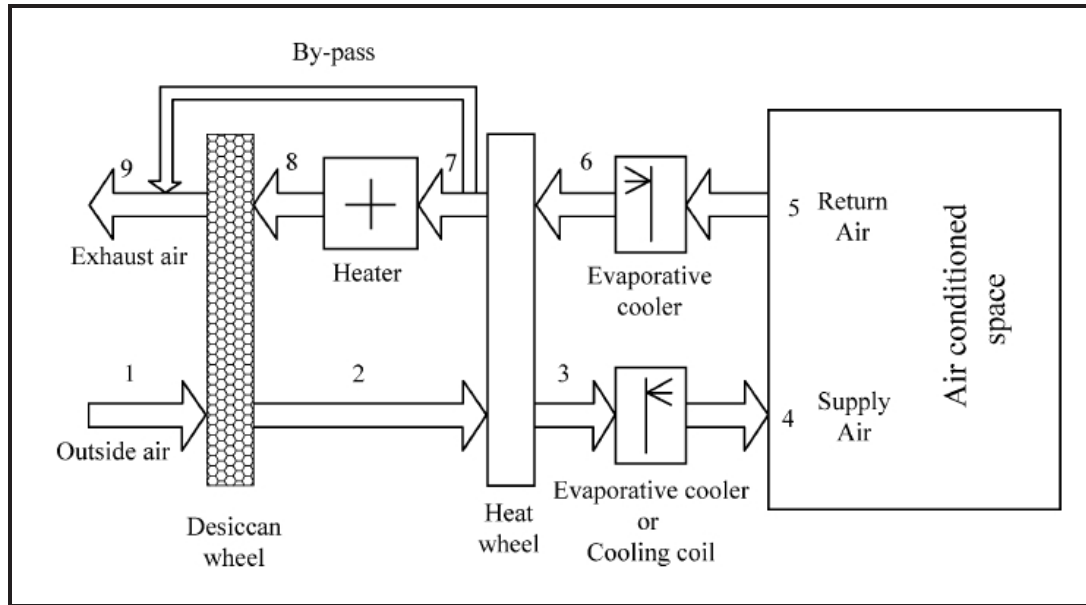 By-pass
9
8
7
6
5
Return
Air
Exhaust air
Heater
Evaporative
cooler
Air conditioned
space
1
2
3
4
Supply
Air
Outside air
Desiccan
wheel
Heat
wheel
Evaporative cooler
or
Cooling coil